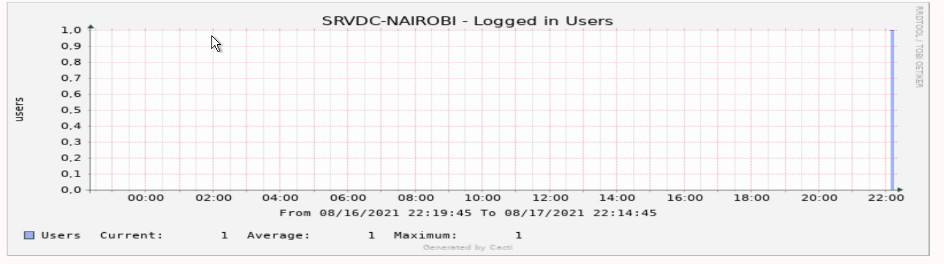 SRVDC-NAIROBI - Logged in Users
RRDTOOL / TOBI OETIKER
users
1,0
0,9
0,8
0,7
0,6
0,5
0,4
0,3
0,2
0,1
0,0
00:00 02:00 04:00 06:00 08:00 10:00 12:00 14:00 16:00 18:00 20:00 22:00
From 08/16/2021 22:19:45 To 08/17/2021 22:14:45
Users Current: 1 Average: 1 Maximum: 1
Generated by Cacti